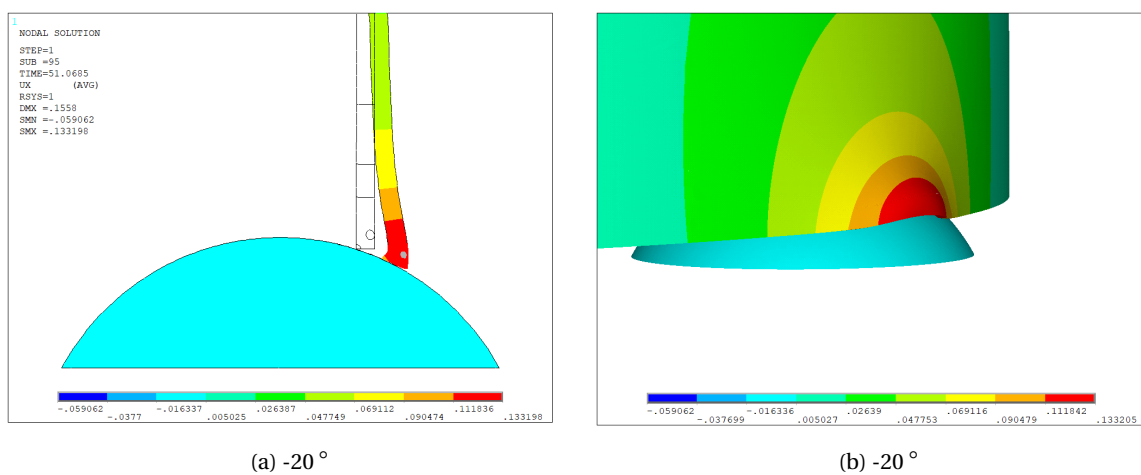 1
NODAL SOLUTION
STEP=1
SUB =95
TIME=51.0685
UX (AVG)
RSYS=1
DMX =.1558
SMN =-.059062
SMX =.133198
-.059062 -.016337 .026387 .069112 .111836
-.0377 .005025 .047749 .090474 .133198
-.059062 -.016336 .02639 .069116 .111842
-.037699 .005027 .047753 .090479 .133205
(a) -20 °
(b) -20 °